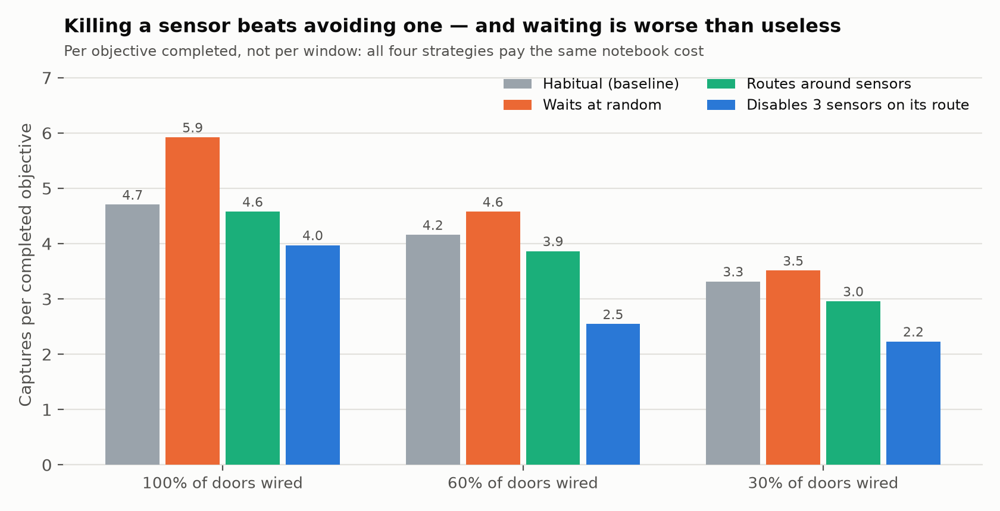 Killing a sensor beats avoiding one — and waiting is worse than useless
Per objective completed, not per window: all four strategies pay the same notebook cost
Habitual (baseline)
Waits at random
Routes around sensors
Disables 3 sensors on its route
Captures per completed objective
7
6
5
4
3
2
1
0
4.7
5.9
4.6
4.0
4.2
4.6
3.9
2.5
3.3
3.5
3.0
2.2
100% of doors wired
60% of doors wired
30% of doors wired